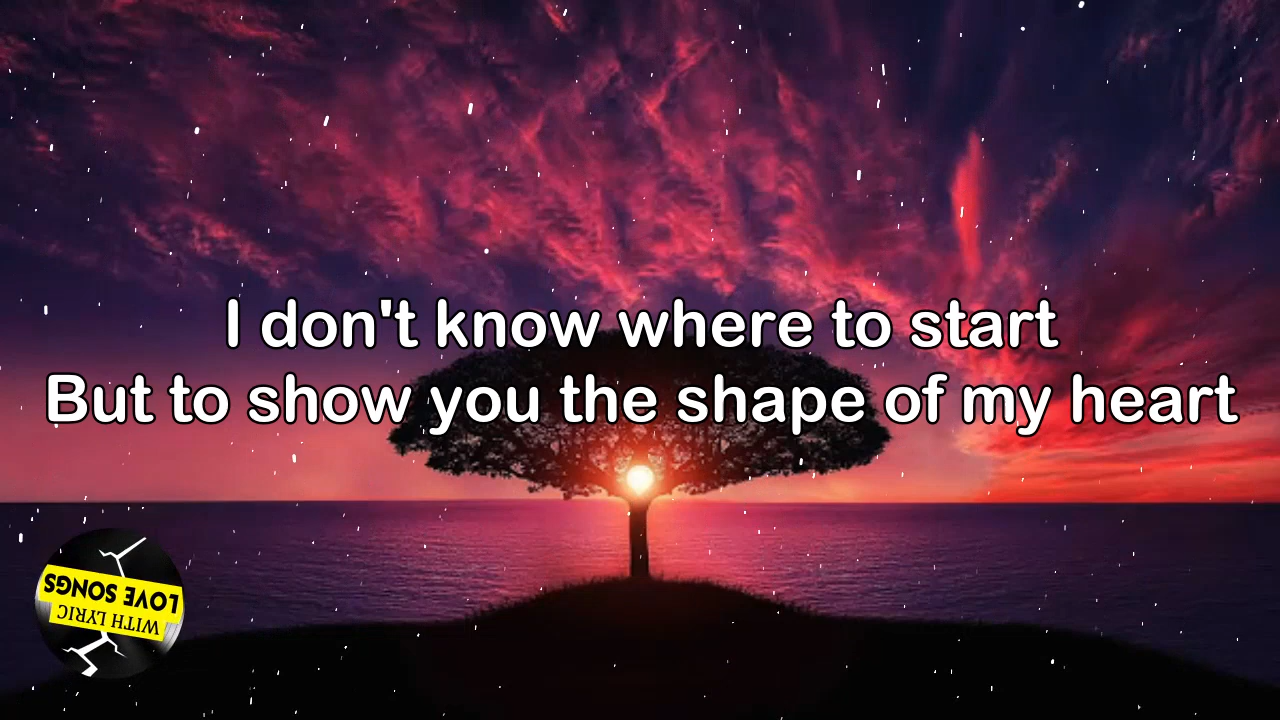 I don't know where to start
But to show you the shape of my heart
LOVE SONGS
WITH LYRIC